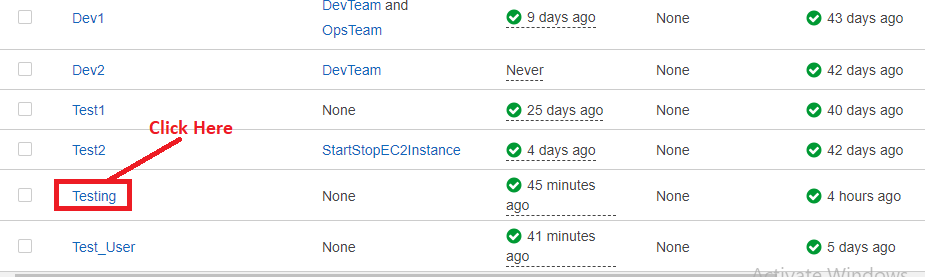 Dev1 DevTeam and OpsTeam 9 days ago None 43 days ago
Dev2 DevTeam Never None 42 days ago
Test1 None 25 days ago None 40 days ago
Click Here
Test2 StartStopEC2Instance 4 days ago None 42 days ago
Testing None 45 minutes ago None 4 hours ago
Test_User None 41 minutes ago None 5 days ago
Activate Windows